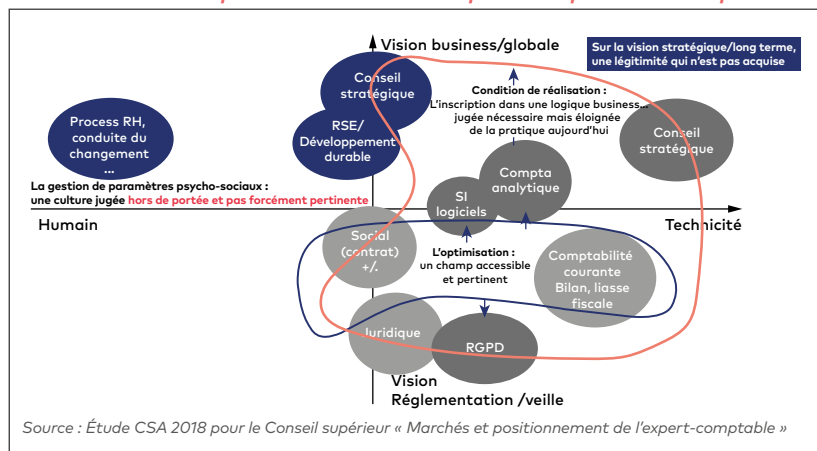 Vision business/globale
Sur la vision stratégique/long terme,
une légitimité qui n'est pas acquise
Conseil
stratégique
Condition de réalisation :
L'inscription dans une logique business...
jugée nécessaire mais éloignée
de la pratique aujourd'hui
Process RH,
conduite du
changement
...
RSE/
Développement
durable
Conseil
stratégique
Compta
analytique
La gestion de paramètres psycho-sociaux :
une culture jugée hors de portée et pas forcément pertinente
SI
logiciels
Humain
Technicité
Social
(contrat)
+/.
L'optimisation :
un champ accessible
et pertinent
Comptabilité
courante
Bilan, liasse
fiscale
Juridique
RGPD
Vision
Réglementation /veille
Source : Étude CSA 2018 pour le Conseil supérieur « Marchés et positionnement de l'expert-comptable »